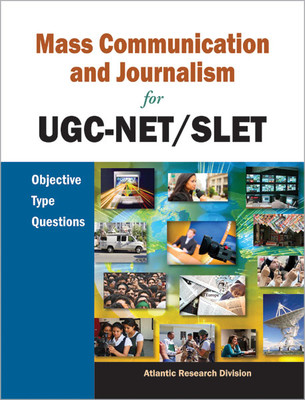 Mass Communication
and Journalism
for
UGC-NET/SLET
Objective
Type
Questions
Atlantic Research Division